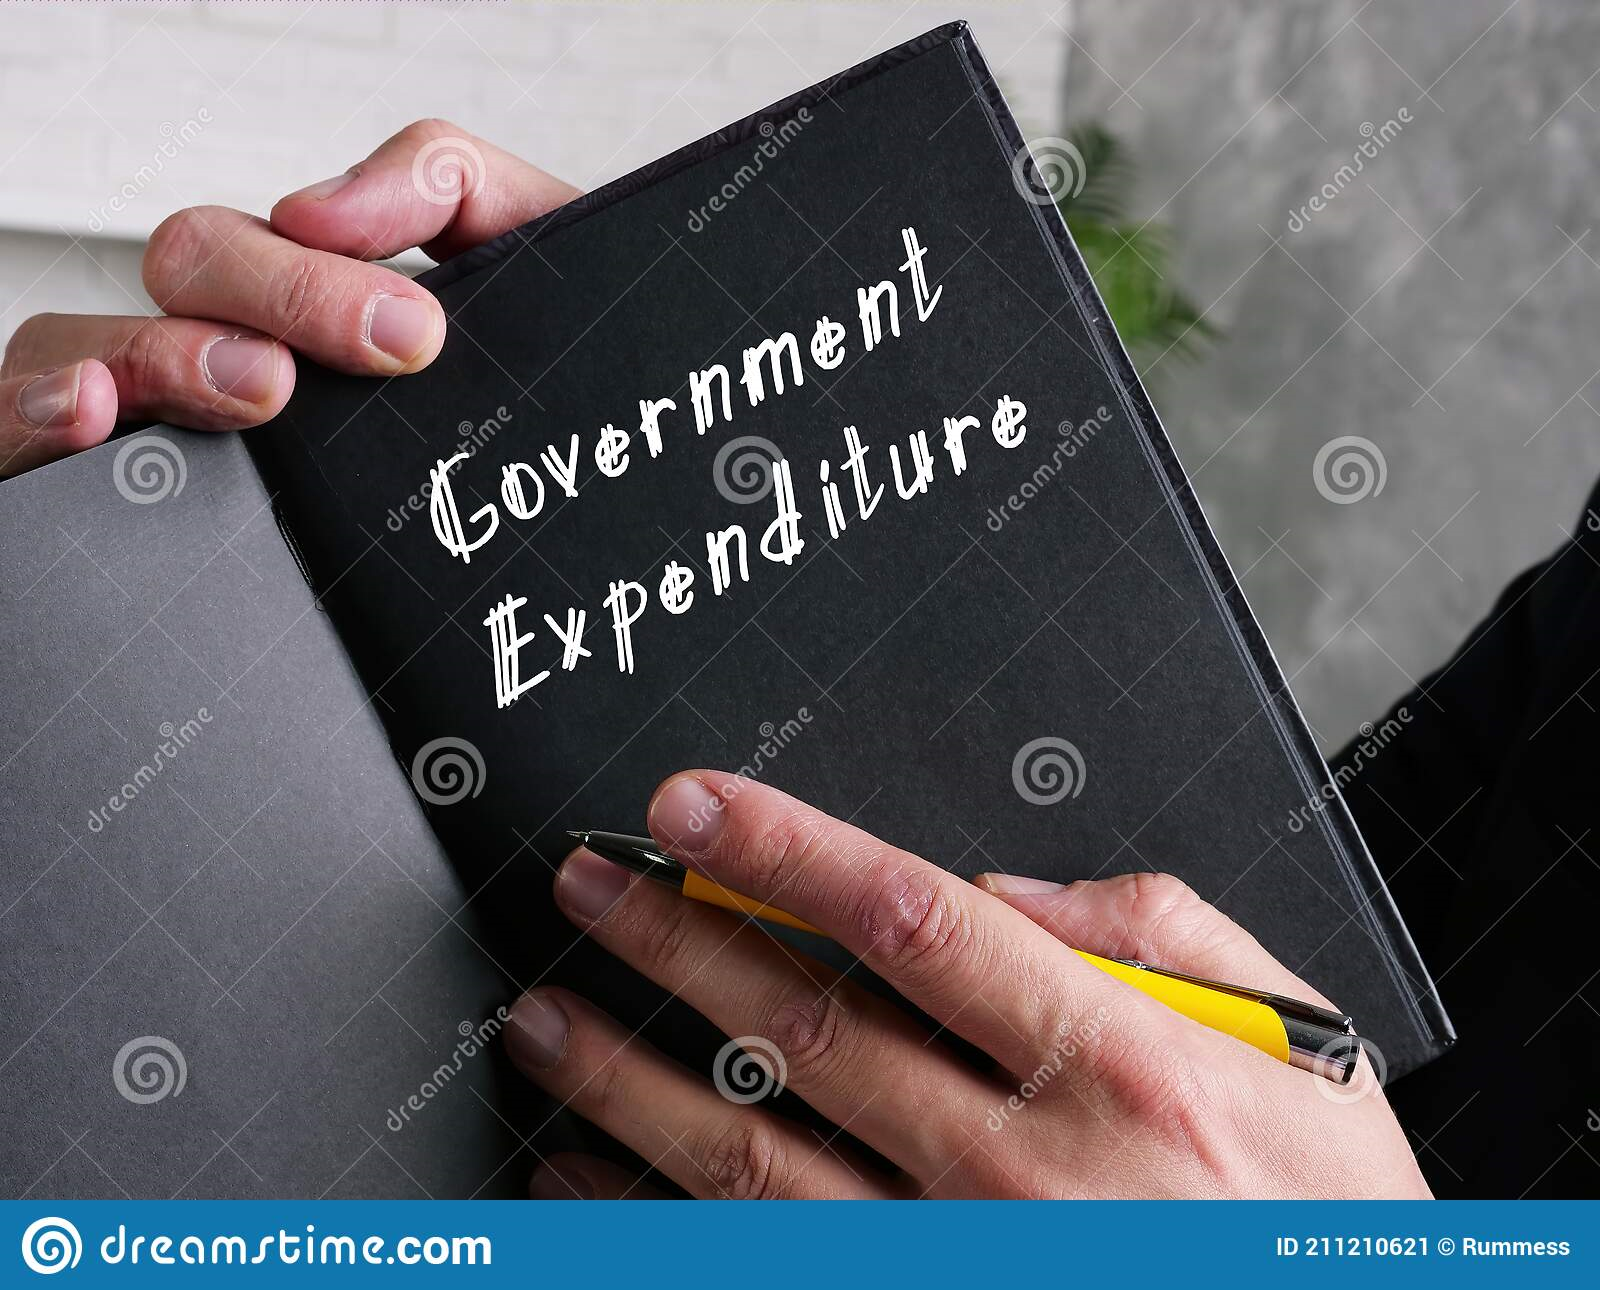 Government
Expenditure
dreamstime.com
ID 211210621 © Rummess